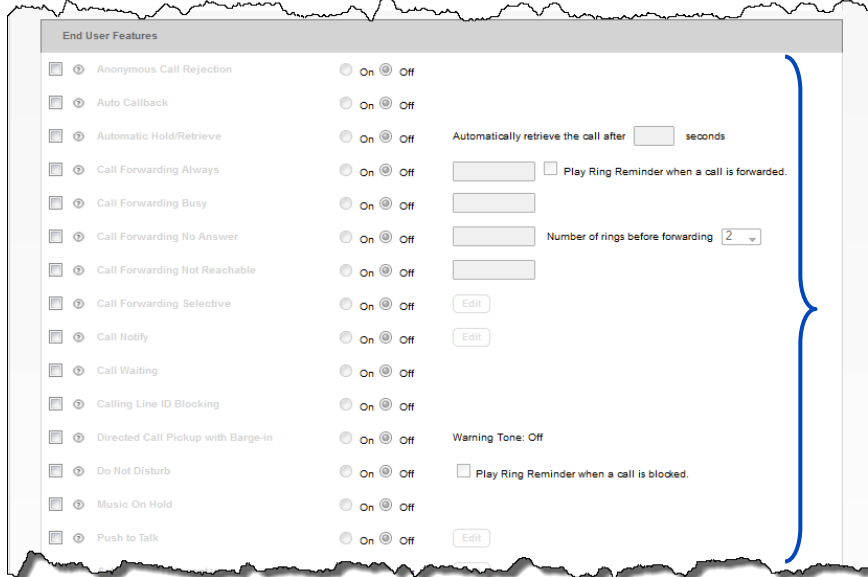 End User Features
Anonymous Call Rejection On Off
Auto Callback On Off
Automatic Hold/Retrieve On Off Automatically retrieve the call after seconds
Call Forwarding Always On Off Play Ring Reminder when a call is forwarded.
Call Forwarding Busy On Off
Call Forwarding No Answer On Off Number of rings before forwarding 2
Call Forwarding Not Reachable On Off
Call Forwarding Selective On Off Edit
Call Notify On Off Edit
Call Waiting On Off
Calling Line ID Blocking On Off
Directed Call Pickup with Barge-in On Off Warning Tone: Off
Do Not Disturb On Off Play Ring Reminder when a call is blocked.
Music On Hold On Off
Push to Talk On Off Edit